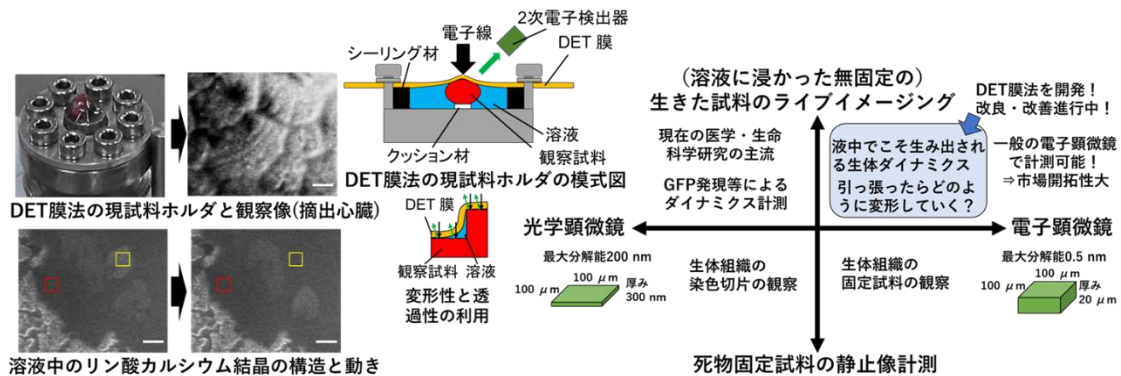 DET膜法の現試料ホルダと観察像(摘出心臓)
溶液中のリン酸カルシウム結晶の構造と動き
電子線
2次電子検出器
シーリング材
DET 膜
溶液
クッション材
観察試料
DET膜法の現試料ホルダの模式図
DET 膜
観察試料
溶液
変形性と透
過性の利用
(溶液に浸かった無固定の)
生きた試料のライブイメージング
現在の医学・生命
科学研究の主流
GFP発現等による
ダイナミクス計測
DET膜法を開発!
改良・改善進行中!
液中でこそ生み出され
る生体ダイナミクス
引っ張ったらどのよ
うに変形していく?
一般の電子顕微鏡
で計測可能!
⇒市場開拓性大
光学顕微鏡
電子顕微鏡
最大分解能200 nm
100 μm
100 μm
厚み
300 nm
生体組織の
染色切片の観察
生体組織の
固定試料の観察
最大分解能0.5 nm
100 μm
100 μm
厚み
20 μm
死物固定試料の静止像計測